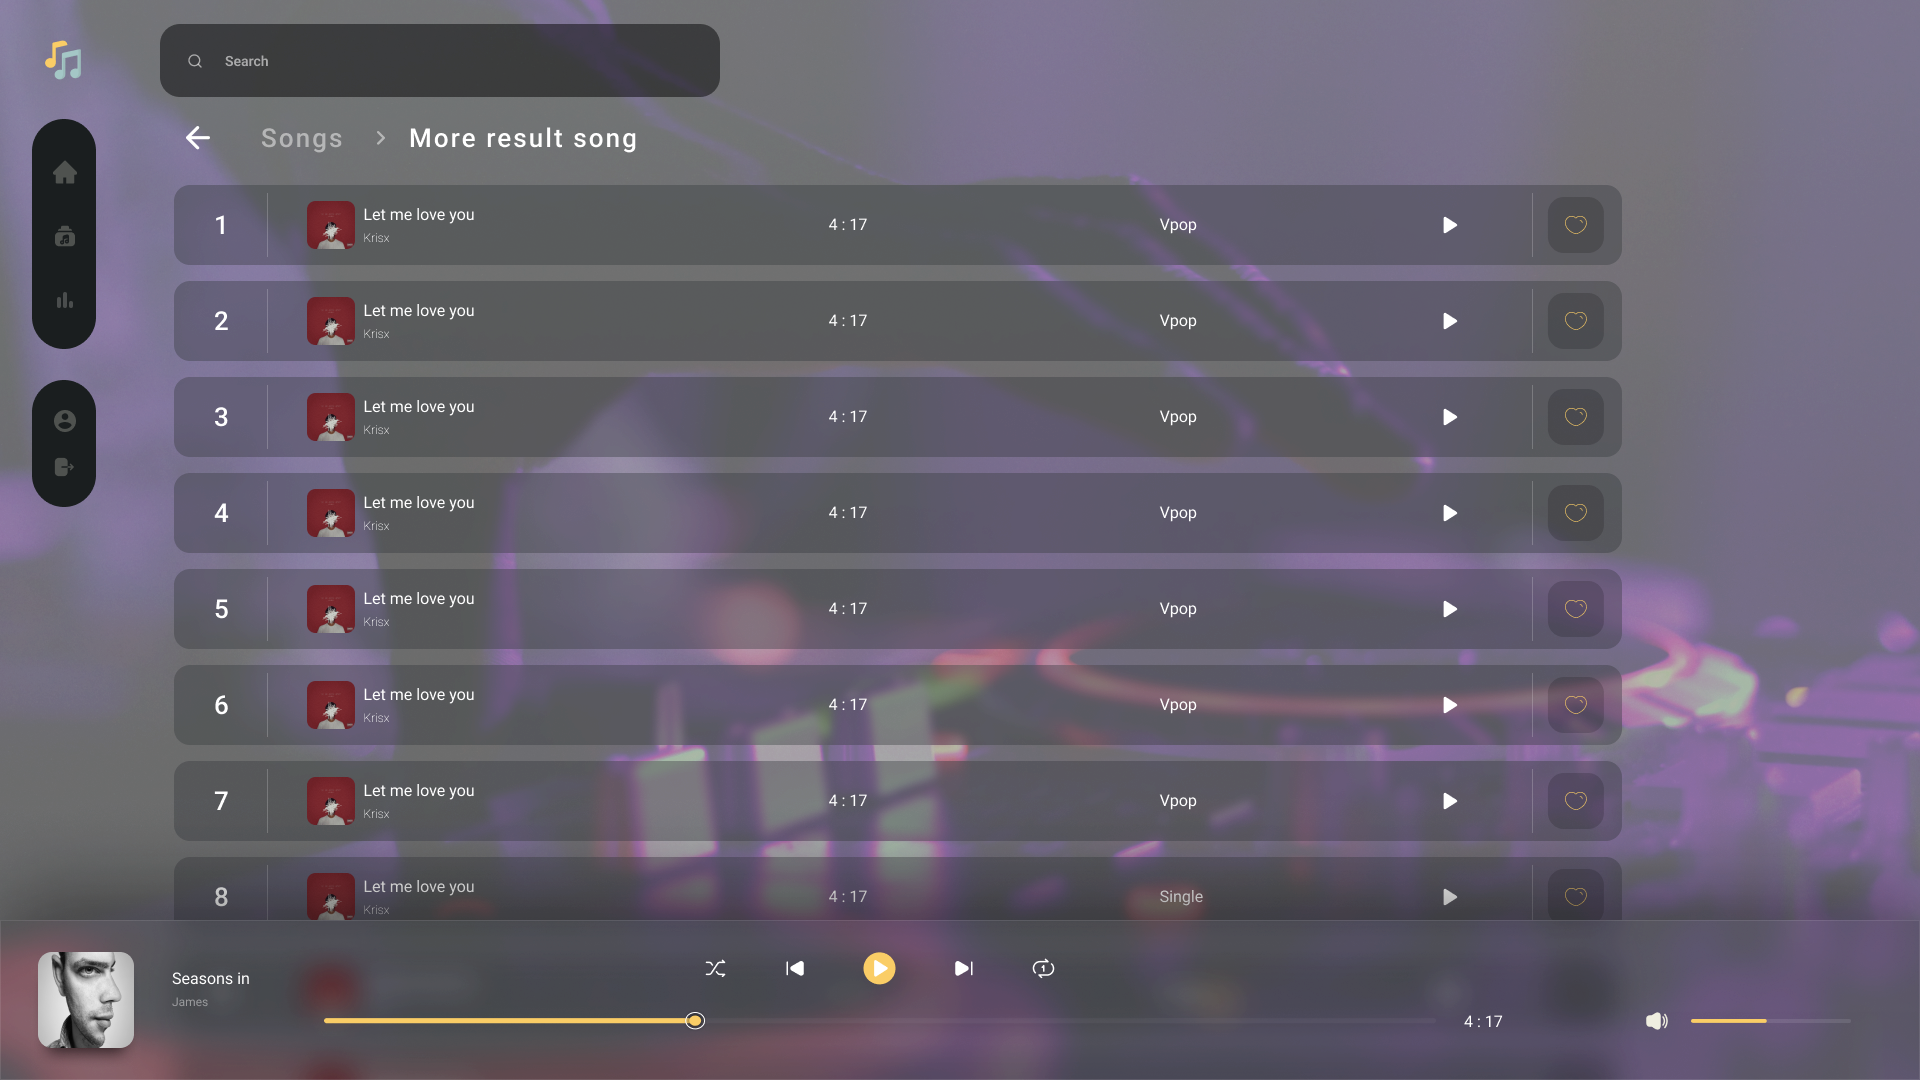 Search
Songs > More result song
1 Let me love you 4 : 17 Vpop
Krisx
2 Let me love you 4 : 17 Vpop
Krisx
3 Let me love you 4 : 17 Vpop
Krisx
4 Let me love you 4 : 17 Vpop
Krisx
5 Let me love you 4 : 17 Vpop
Krisx
6 Let me love you 4 : 17 Vpop
Krisx
7 Let me love you 4 : 17 Vpop
Krisx
8 Let me love you 4 : 17 Single
Krisx
Seasons in
James
1
4 : 17